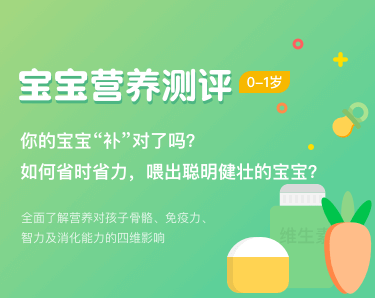 宝宝营养测评 0-1岁
你的宝宝“补”对了吗?
如何省时省力，喂出聪明健壮的宝宝?
全面了解营养对孩子骨骼、免疫力、
智力及消化能力的四维影响
维生素